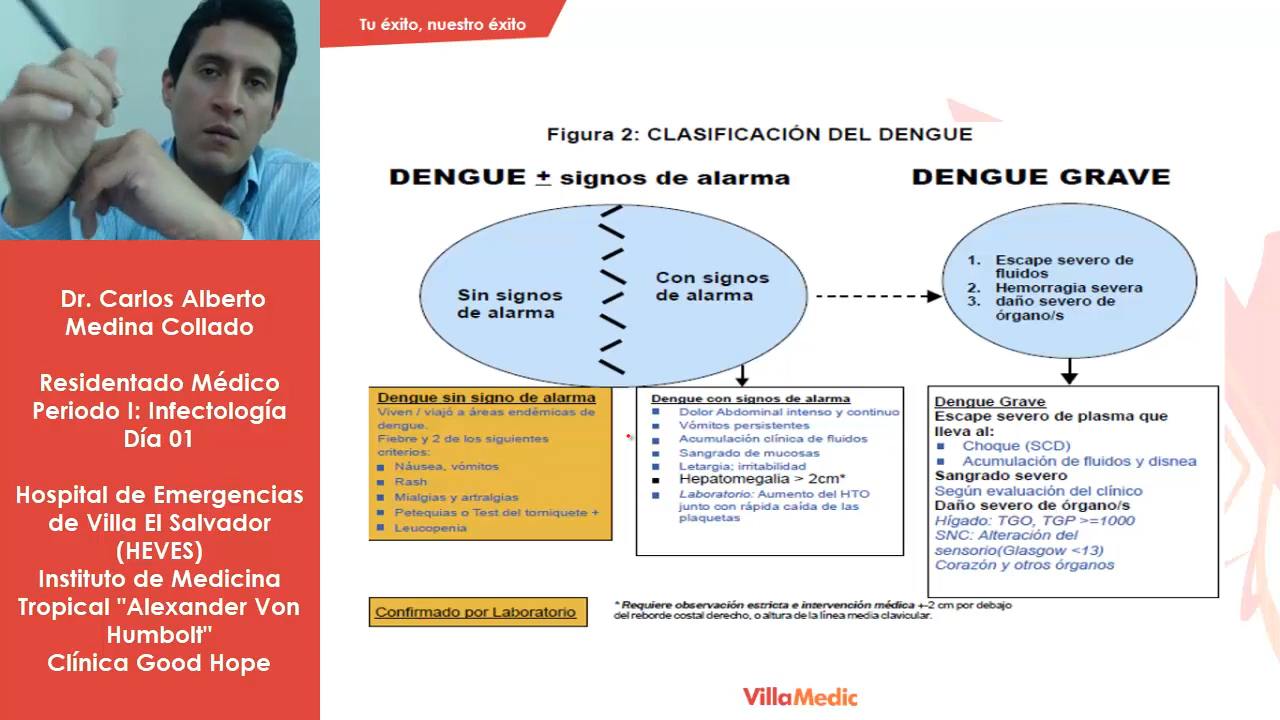 Tu éxito, nuestro éxito
Dr. Carlos Alberto
Medina Collado
Residentado Médico
Periodo I: Infectología
Día 01
Hospital de Emergencias
de Villa El Salvador
(HEVES)
Instituto de Medicina
Tropical "Alexander Von
Humbolt"
Clínica Good Hope
Figura 2: CLASIFICACIÓN DEL DENGUE
DENGUE ± signos de alarma
DENGUE GRAVE
Sin signos
de alarma
Con signos
de alarma
1. Escape severo de
fluidos
2. Hemorragia severa
3. daño severo de
órgano/s
Dengue sin signo de alarma
Viven / viajó a áreas endémicas de
dengue.
Fiebre y 2 de los siguientes
criterios:
Náusea, vómitos
Rash
Mialgias y artralgias
Petequias o Test del torniquete +
Leucopenia
Dengue con signos de alarma
Dolor Abdominal intenso y continuo
Vómitos persistentes
Acumulación clínica de fluidos
Sangrado de mucosas
Letargia; irritabilidad
Hepatomegalia > 2cm*
Laboratorio: Aumento del HTO
junto con rápida caída de las
plaquetas
Dengue Grave
Escape severo de plasma que
lleva al:
Choque (SCD)
Acumulación de fluidos y disnea
Sangrado severo
Según evaluación del clínico
Daño severo de órgano/s
Hígado: TGO, TGP >=1000
SNC: Alteración del
sensorio(Glasgow <13)
Corazón y otros órganos
Confirmado por Laboratorio
* Requiere observación estricta e intervención médica +-2 cm por debajo
del reborde costal derecho, o altura de la línea media clavicular.
VillaMedic